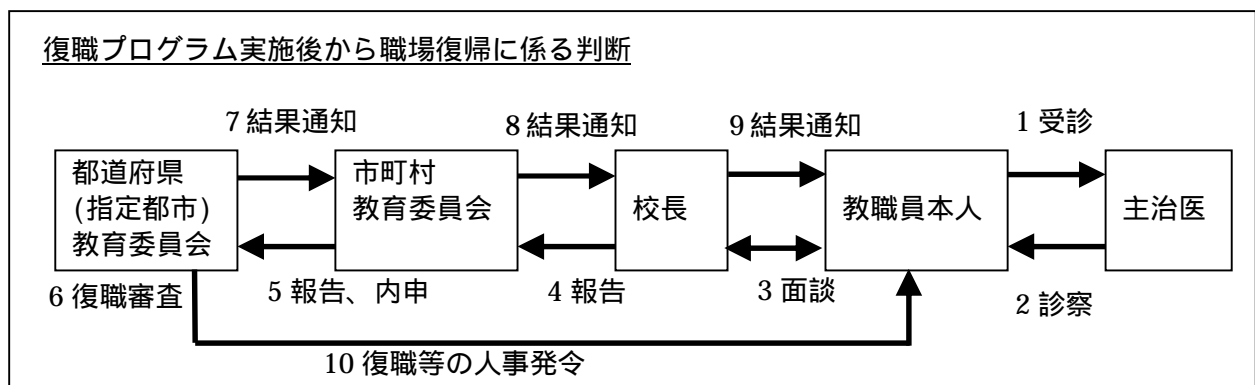 復職プログラム実施後から職場復帰に係る判断
7 結果通知
8 結果通知
9 結果通知
1 受診
都道府県
(指定都市)
教育委員会
市町村
教育委員会
校長
教職員本人
主治医
6 復職審査
5 報告、内申
4 報告
3 面談
2 診察
10 復職等の人事発令